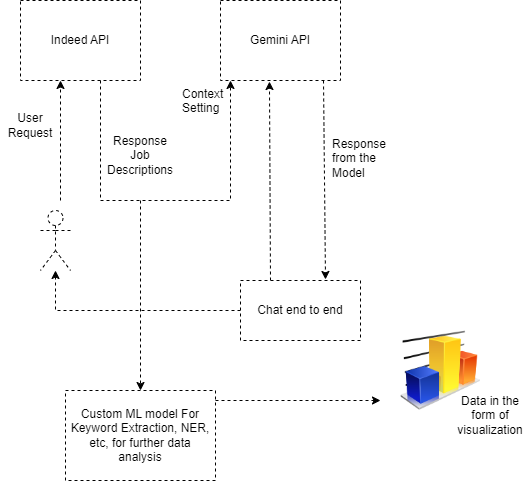 Indeed API
Gemini API
User
Request
Context
Setting
Response
Job
Descriptions
Response
from the
Model
Chat end to end
Custom ML model For
Keyword Extraction, NER,
etc, for further data
analysis
Data in the
form of
visualization